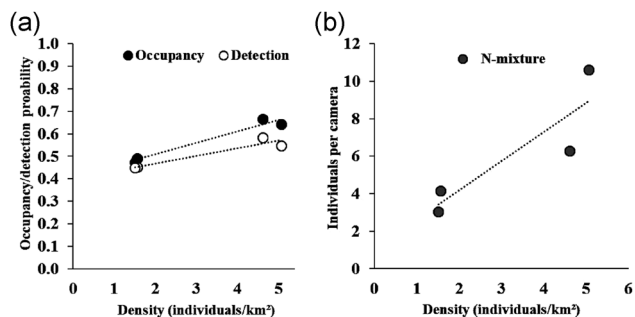 (a)
Occupancy Detection
1.0
0.9
0.8
0.7
0.6
0.5
0.4
0.3
0.2
0.1
0.0
0 1 2 3 4 5
Occupancy/detection proability
Density (individuals/km²)
(b)
N-mixture
12
10
8
6
4
2
0
0 1 2 3 4 5 6
Individuals per camera
Density (individuals/km²)